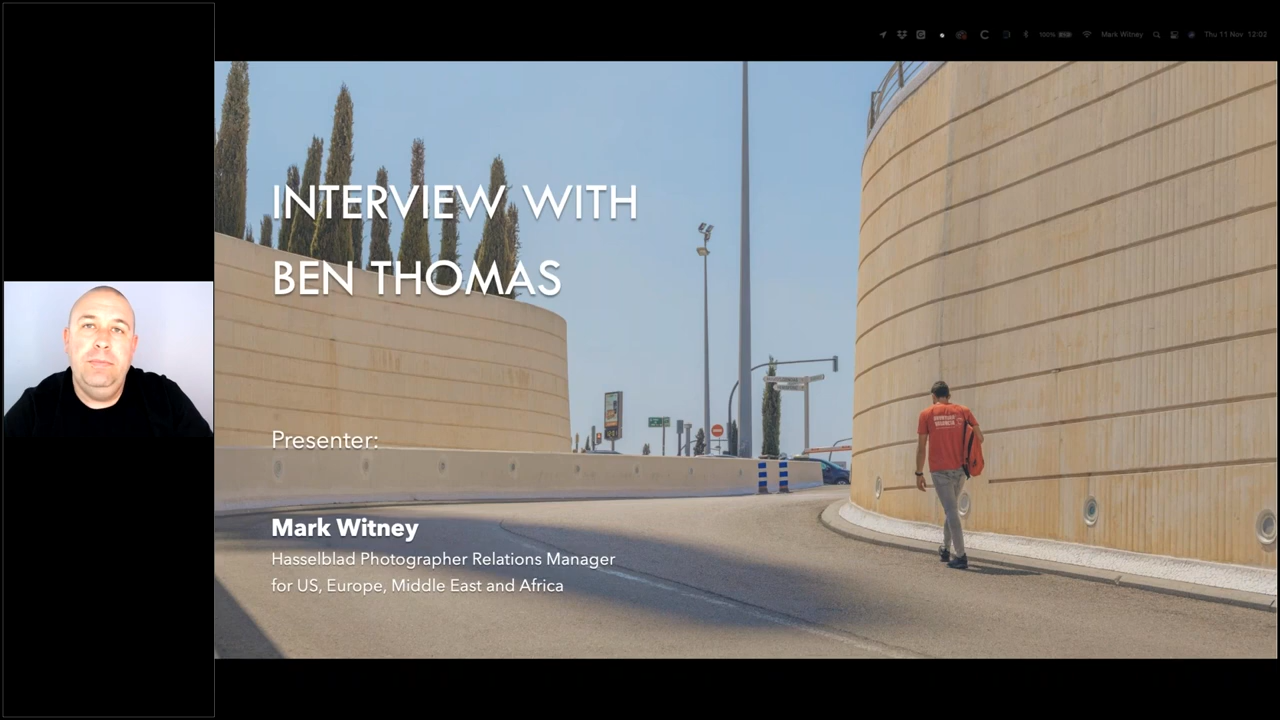 100%
Mark Witney
Thu 11 Nov 12:02
INTERVIEW WITH
BEN THOMAS
Presenter:
Mark Witney
Hasselblad Photographer Relations Manager
for US, Europe, Middle East and Africa